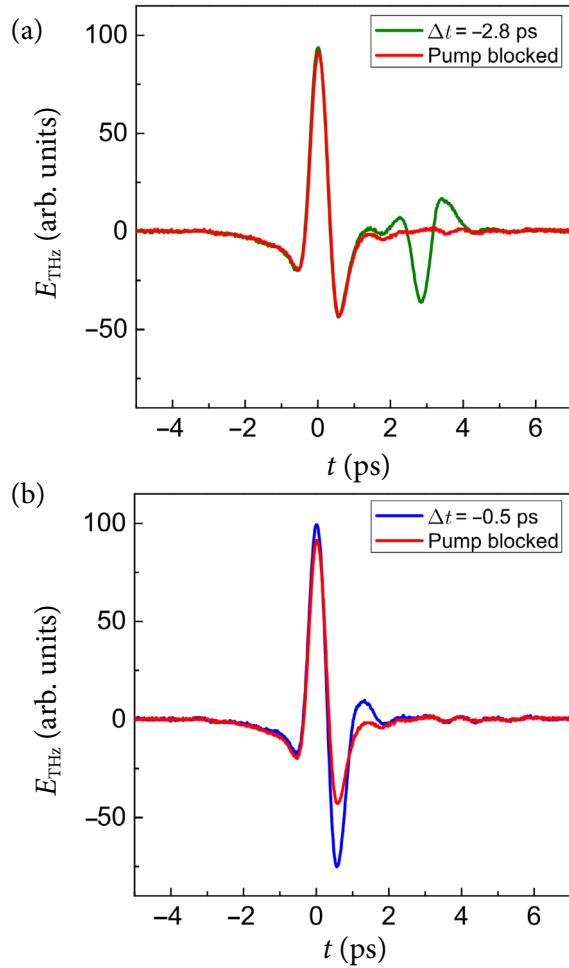 (a)
Δt = −2.8 ps
Pump blocked
100
50
0
−50
E_THz (arb. units)
−4 −2 0 2 4 6
t (ps)
(b)
Δt = −0.5 ps
Pump blocked
100
50
0
−50
E_THz (arb. units)
−4 −2 0 2 4 6
t (ps)